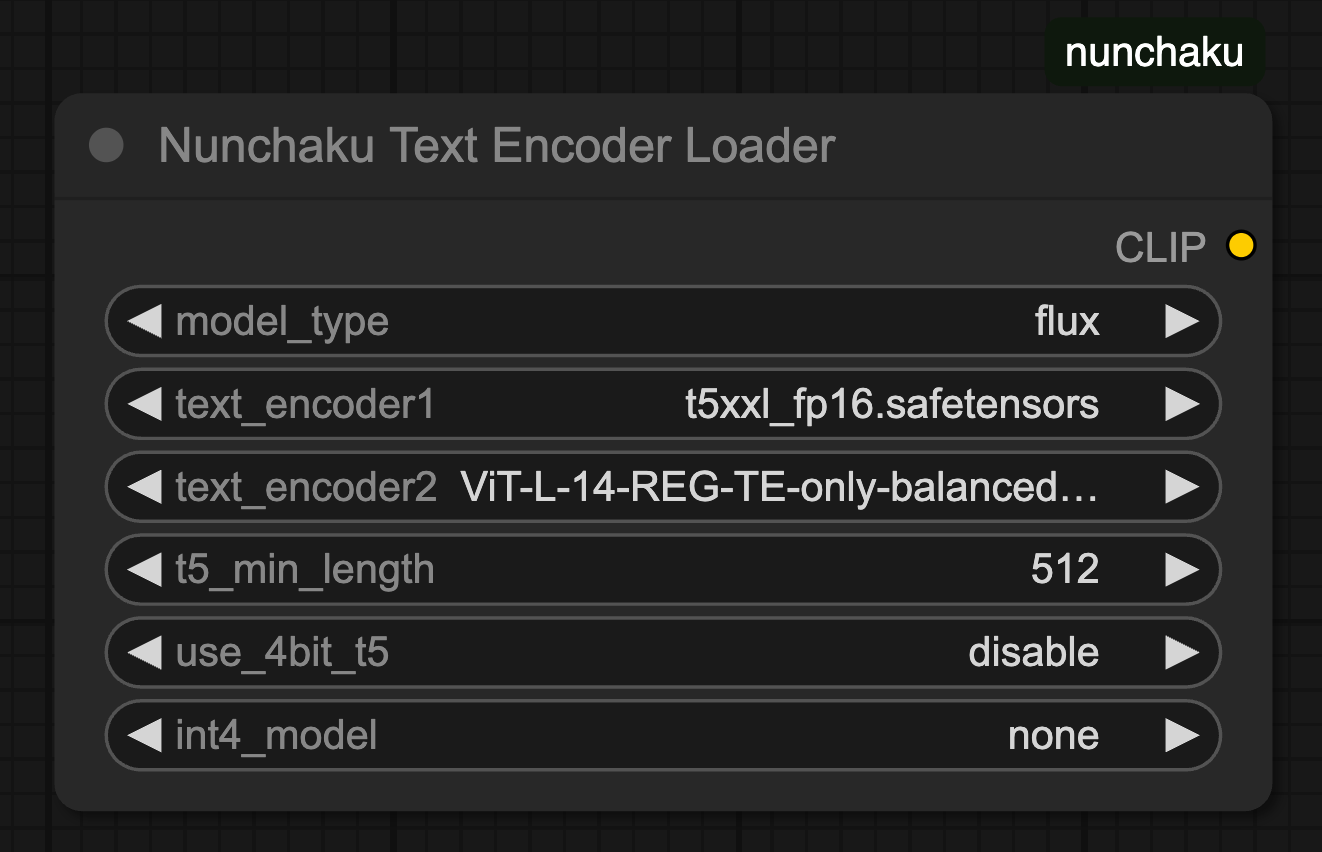 nunchaku
Nunchaku Text Encoder Loader
CLIP
model_type flux
text_encoder1 t5xxl_fp16.safetensors
text_encoder2 ViT-L-14-REG-TE-only-balanced...
t5_min_length 512
use_4bit_t5 disable
int4_model none